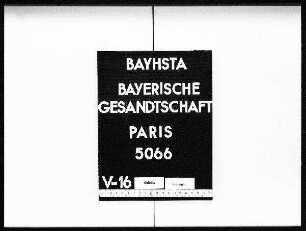 BAYHSTA
BAYERISCHE
GESANDTSCHAFT
PARIS
5066
V-16